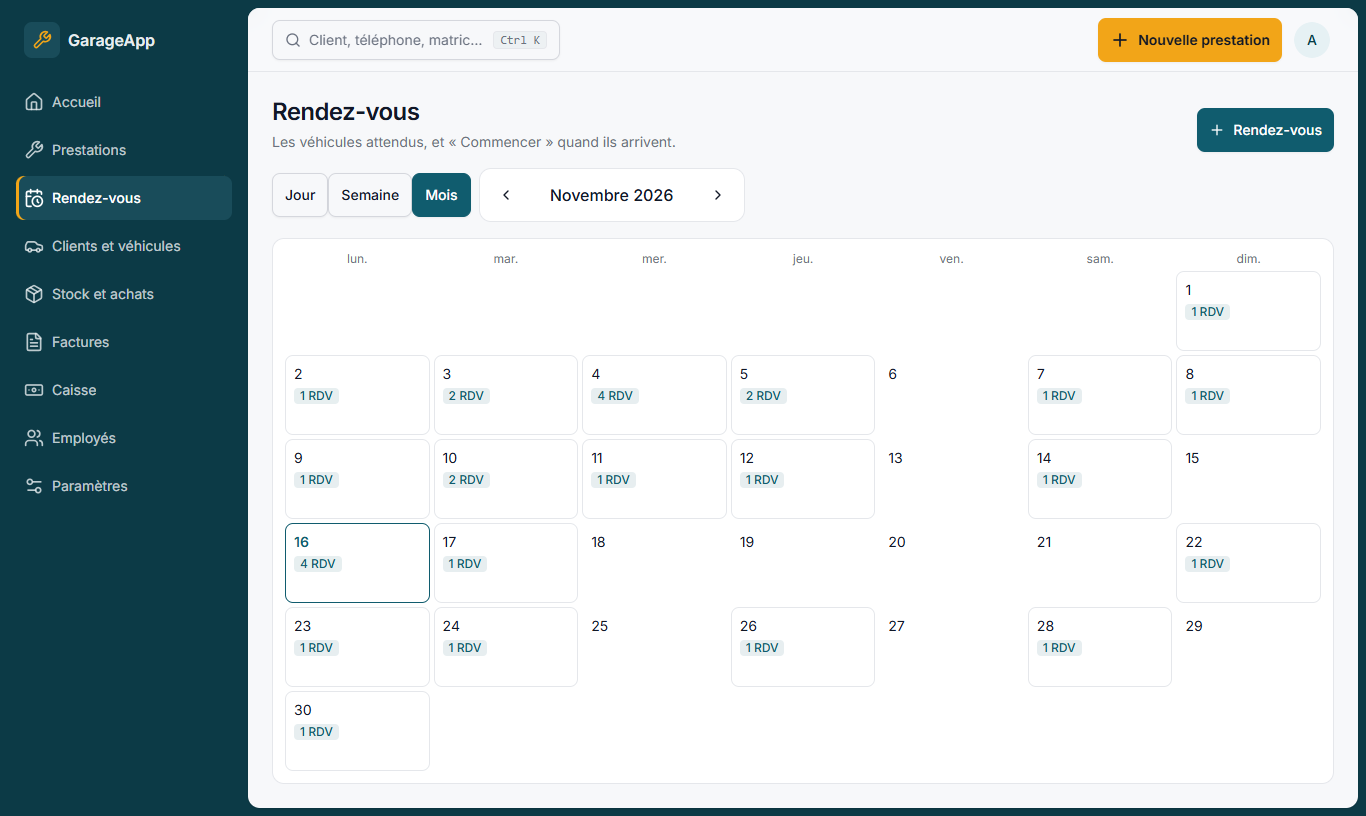 GarageApp
Client, téléphone, matric... Ctrl K
Nouvelle prestation
A
Accueil
Prestations
Rendez-vous
Clients et véhicules
Stock et achats
Factures
Caisse
Employés
Paramètres
Rendez-vous
Les véhicules attendus, et « Commencer » quand ils arrivent.
Rendez-vous
Jour Semaine Mois
Novembre 2026
lun. mar. mer. jeu. ven. sam. dim.
1
1 RDV
2 3 4 5 6 7 8
1 RDV 2 RDV 4 RDV 2 RDV 1 RDV 1 RDV
9 10 11 12 13 14 15
1 RDV 2 RDV 1 RDV 1 RDV 1 RDV
16 17 18 19 20 21 22
4 RDV 1 RDV 1 RDV
23 24 25 26 27 28 29
1 RDV 1 RDV 1 RDV 1 RDV
30
1 RDV